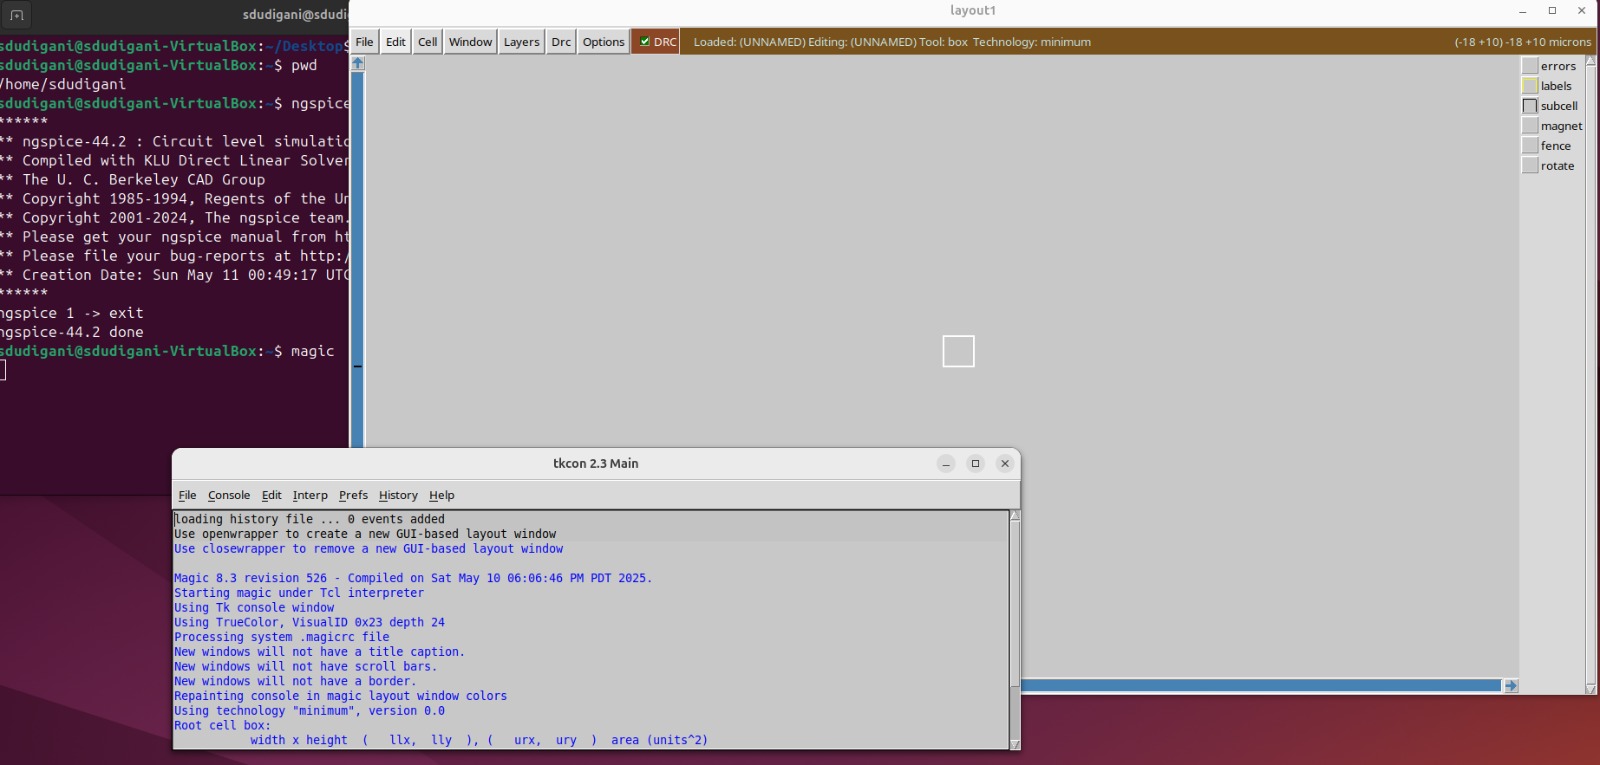 sdudigani@sdudi
sdudigani@sdudigani-VirtualBox:~/Desktop$
sdudigani@sdudigani-VirtualBox:~$ pwd
/home/sdudigani
sdudigani@sdudigani-VirtualBox:~$ ngspice
******
** ngspice-44.2 : Circuit level simulatio
** Compiled with KLU Direct Linear Solver
** The U. C. Berkeley CAD Group
** Copyright 1985-1994, Regents of the Un
** Copyright 2001-2024, The ngspice team.
** Please get your ngspice manual from ht
** Please file your bug-reports at http:/
** Creation Date: Sun May 11 00:49:17 UTC
******
ngspice 1 -> exit
ngspice-44.2 done
sdudigani@sdudigani-VirtualBox:~$ magic
layout1
File Edit Cell Window Layers Drc Options DRC Loaded: (UNNAMED) Editing: (UNNAMED) Tool: box Technology: minimum (-18 +10) -18 +10 microns
errors
labels
subcell
magnet
fence
rotate
tkcon 2.3 Main
File Console Edit Interp Prefs History Help
loading history file ... 0 events added
Use openwrapper to create a new GUI-based layout window
Use closewrapper to remove a new GUI-based layout window
Magic 8.3 revision 526 - Compiled on Sat May 10 06:06:46 PM PDT 2025.
Starting magic under Tcl interpreter
Using Tk console window
Using TrueColor, VisualID 0x23 depth 24
Processing system .magicrc file
New windows will not have a title caption.
New windows will not have scroll bars.
New windows will not have a border.
Repainting console in magic layout window colors
Using technology "minimum", version 0.0
Root cell box:
width x height ( llx, lly ), ( urx, ury ) area (units^2)